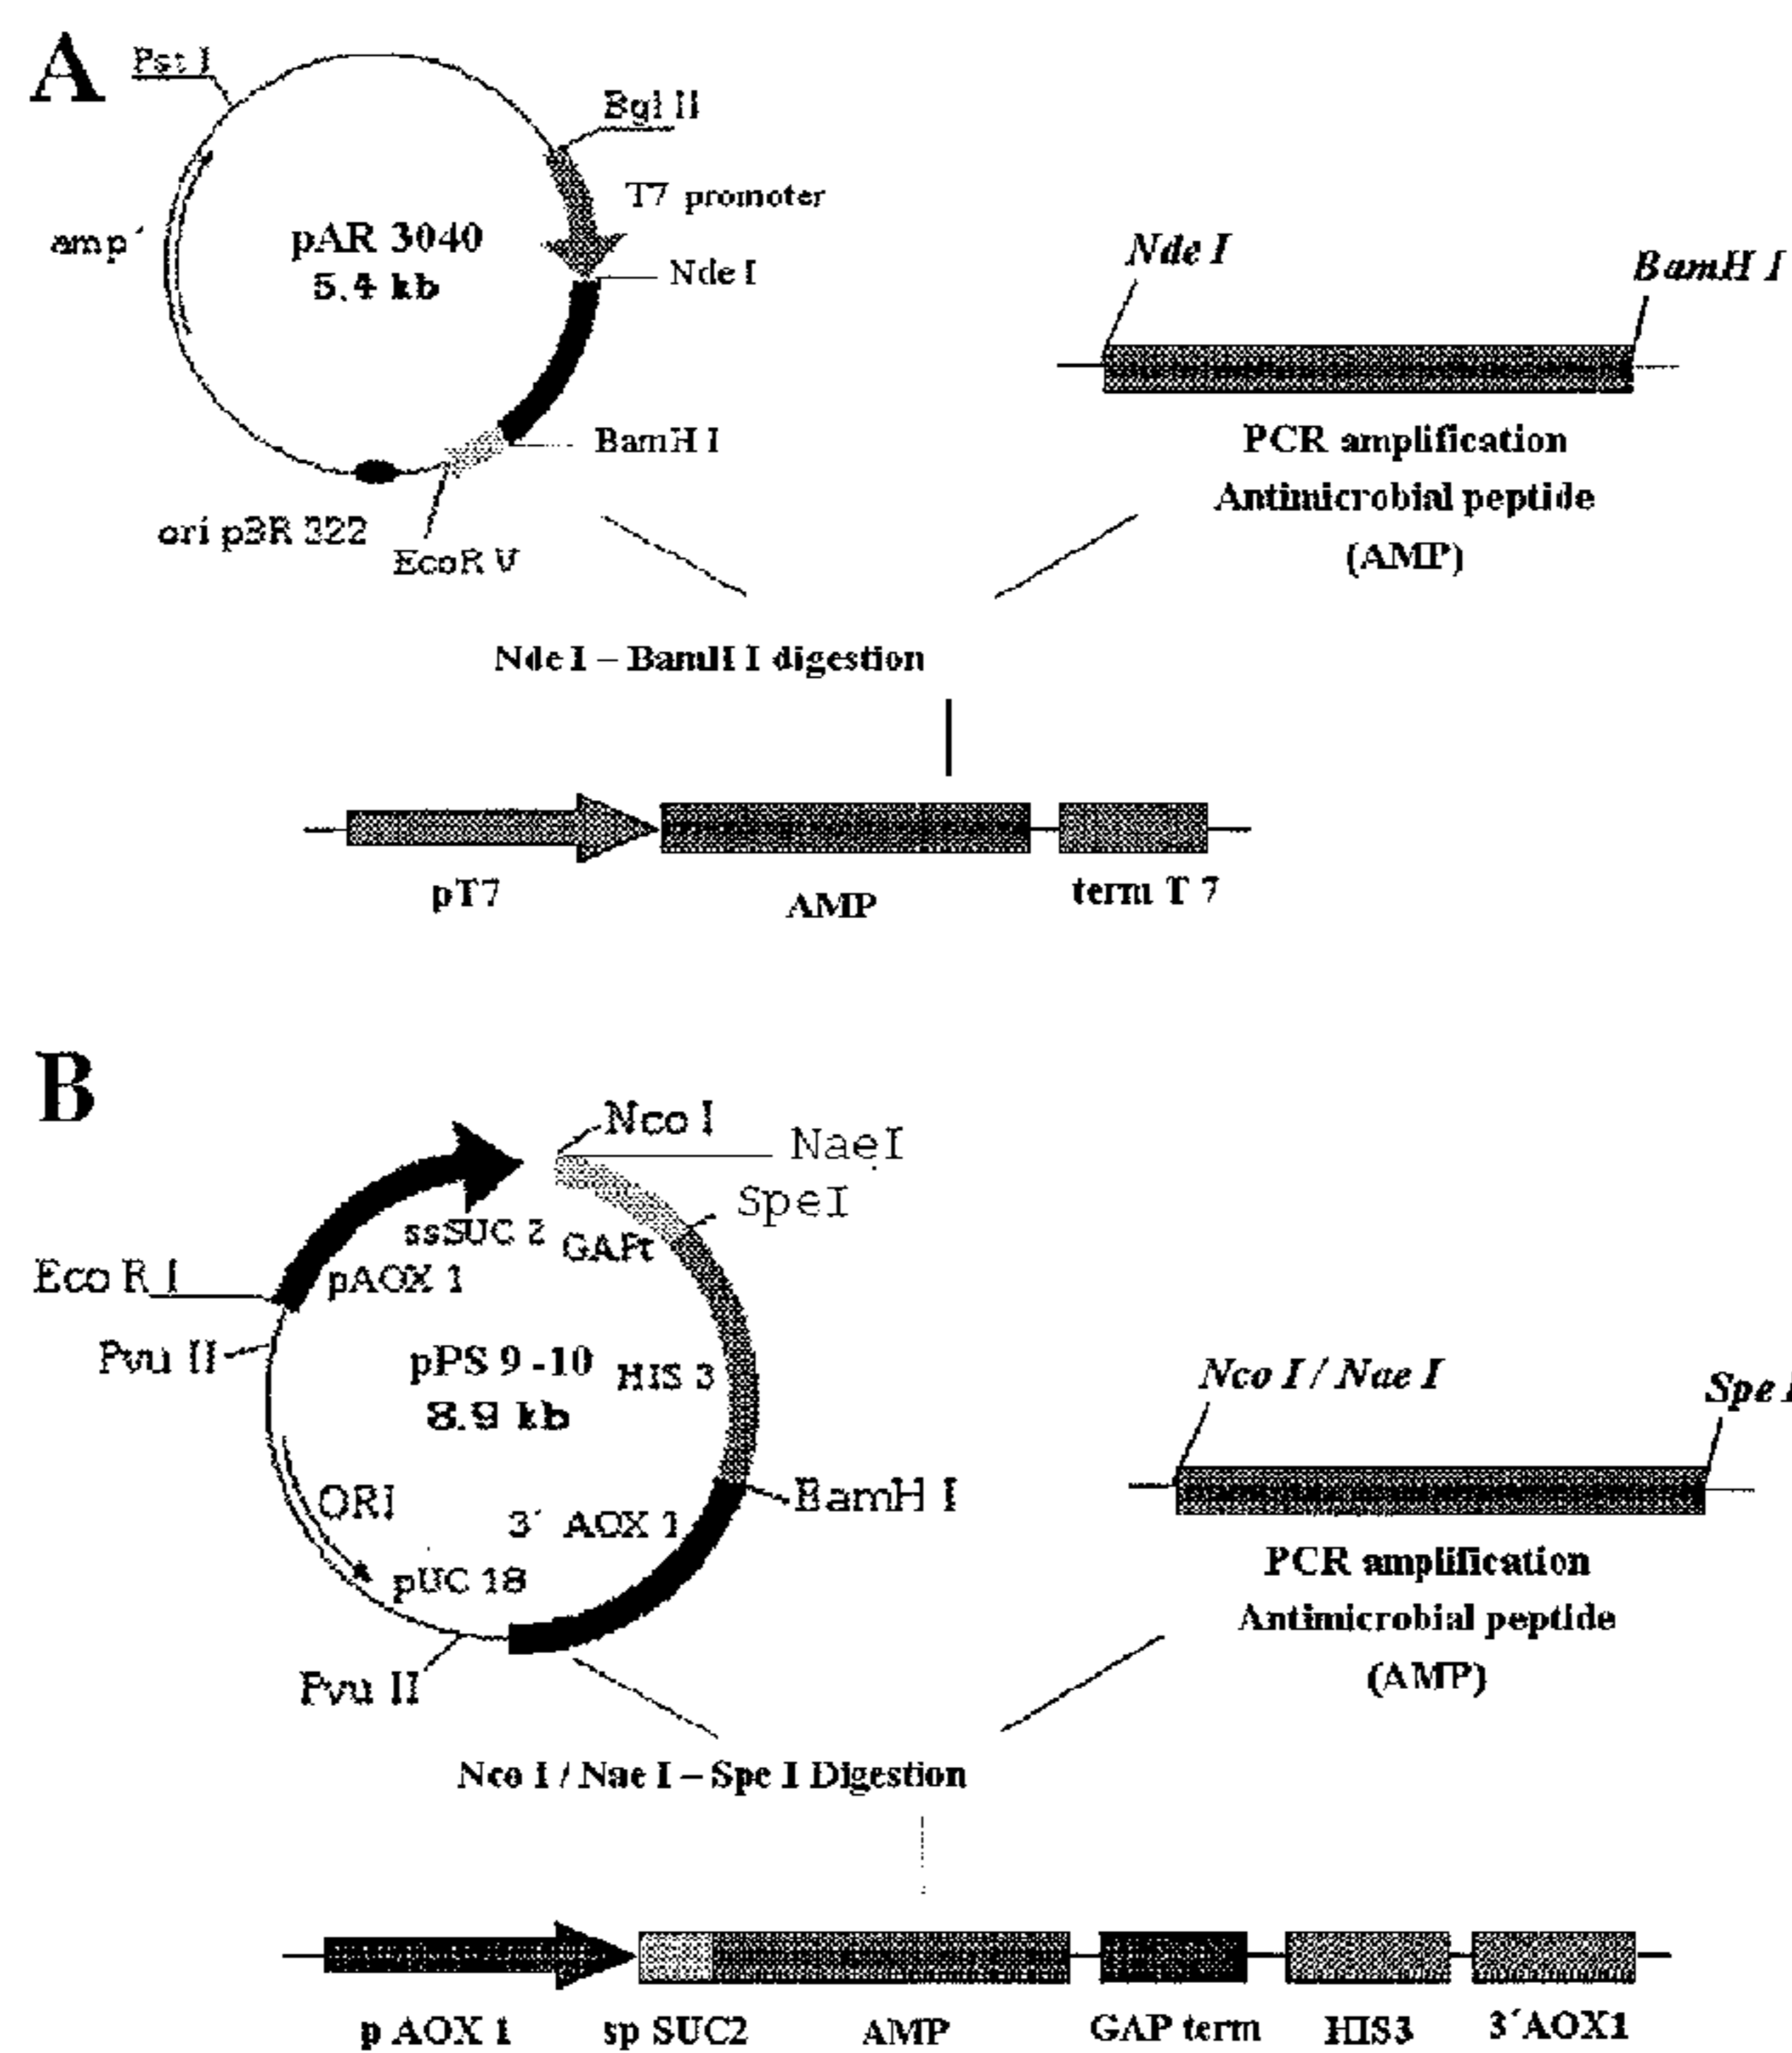 A
Pst I
Bgl II
T7 promoter
amp´
pAR 3040
5.4 kb
Nde I
Nde I
BamH I
BamH I
PCR amplification
Antimicrobial peptide
(AMP)
ori pBR 322
EcoR V
Nde I – BamH I digestion
pT7
AMP
term T 7
B
Nco I
NaeI
SpeI
ssSUC 2
GAPt
Eco R I
pAOX 1
Pvu II
pPS 9 -10
8.9 kb
HIS 3
Nco I / Nae I
Spe I
ORI
3´ AOX 1
BamH I
pUC 18
PCR amplification
Antimicrobial peptide
(AMP)
Pvu II
Nco I / Nae I – Spe I Digestion
p AOX 1
sp SUC2
AMP
GAP term
HIS3
3´AOX1